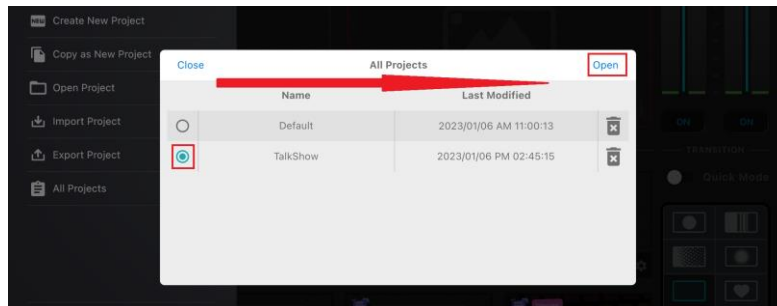 NEW Create New Project
Copy as New Project
Open Project
Import Project
Export Project
All Projects
Close All Projects Open
Name Last Modified
Default 2023/01/06 AM 11:00:13
TalkShow 2023/01/06 PM 02:45:15
ON ON
TRANSITION
Quick Mode